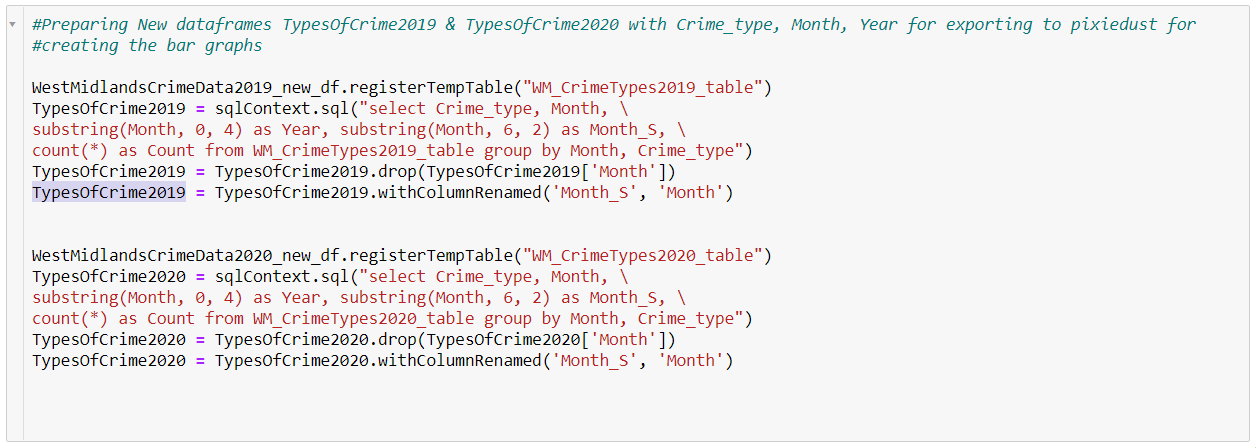 #Preparing New dataframes TypesOfCrime2019 & TypesOfCrime2020 with Crime_type, Month, Year for exporting to pixiedust for
#creating the bar graphs
WestMidlandsCrimeData2019_new_df.registerTempTable("WM_CrimeTypes2019_table")
TypesOfCrime2019 = sqlContext.sql("select Crime_type, Month, \
substring(Month, 0, 4) as Year, substring(Month, 6, 2) as Month_S, \
count(*) as Count from WM_CrimeTypes2019_table group by Month, Crime_type")
TypesOfCrime2019 = TypesOfCrime2019.drop(TypesOfCrime2019['Month'])
TypesOfCrime2019 = TypesOfCrime2019.withColumnRenamed('Month_S', 'Month')
WestMidlandsCrimeData2020_new_df.registerTempTable("WM_CrimeTypes2020_table")
TypesOfCrime2020 = sqlContext.sql("select Crime_type, Month, \
substring(Month, 0, 4) as Year, substring(Month, 6, 2) as Month_S, \
count(*) as Count from WM_CrimeTypes2020_table group by Month, Crime_type")
TypesOfCrime2020 = TypesOfCrime2020.drop(TypesOfCrime2020['Month'])
TypesOfCrime2020 = TypesOfCrime2020.withColumnRenamed('Month_S', 'Month')